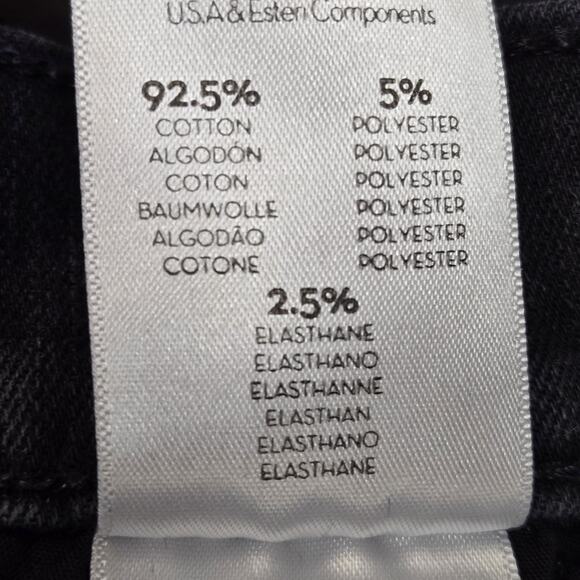 U.S.A & Estern Components
92.5% 5%
COTTON POLYESTER
ALGODÓN POLYESTER
COTON POLYESTER
BAUMWOLLE POLYESTER
ALGODÃO POLYESTER
COTONE POLYESTER
2.5%
ELASTHANE
ELASTHANO
ELASTHANNE
ELASTHAN
ELASTHANO
ELASTHANE